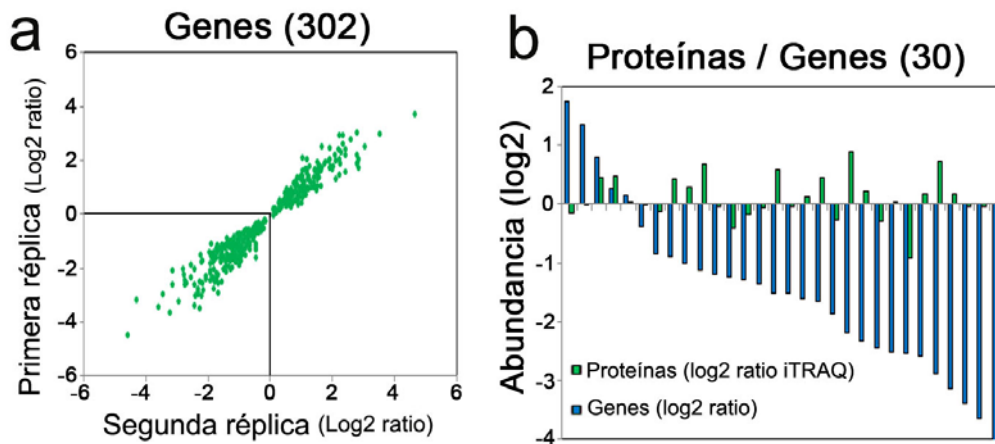 a
Genes (302)
Primera réplica (Log2 ratio)
6
4
2
0
-2
-4
-6
-6 -4 -2 0 2 4 6
Segunda réplica (Log2 ratio)
b
Proteínas / Genes (30)
Abundancia (log2)
2
1
0
-1
-2
-3
-4
Proteínas (log2 ratio iTRAQ)
Genes (log2 ratio)